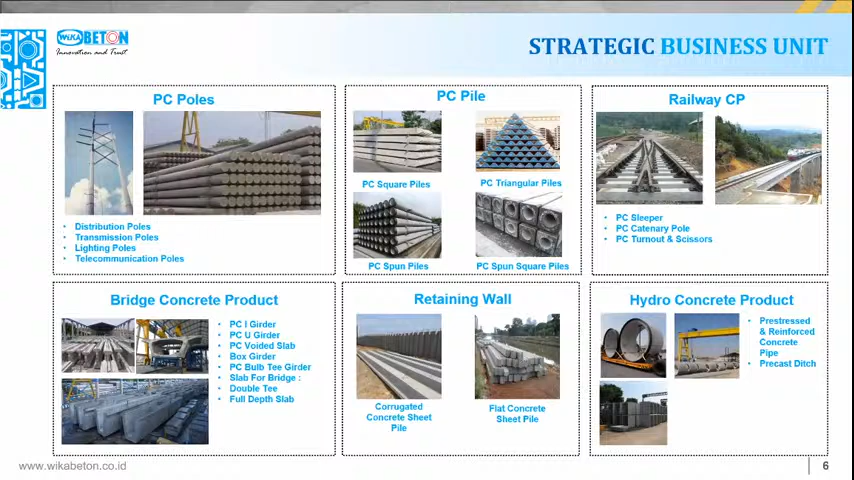 WIKA BETON
Innovation and Trust
STRATEGIC BUSINESS UNIT
PC Poles
• Distribution Poles
• Transmission Poles
• Lighting Poles
• Telecommunication Poles
PC Pile
PC Square Piles
PC Triangular Piles
PC Spun Piles
PC Spun Square Piles
Railway CP
• PC Sleeper
• PC Catenary Pole
• PC Turnout & Scissors
Bridge Concrete Product
• PC I Girder
• PC U Girder
• PC Voided Slab
• Box Girder
• PC Bulb Tee Girder
• Slab For Bridge :
• Double Tee
• Full Depth Slab
Retaining Wall
Corrugated
Concrete Sheet
Pile
Flat Concrete
Sheet Pile
Hydro Concrete Product
• Prestressed
& Reinforced
Concrete
Pipe
• Precast Ditch
www.wikabeton.co.id
6